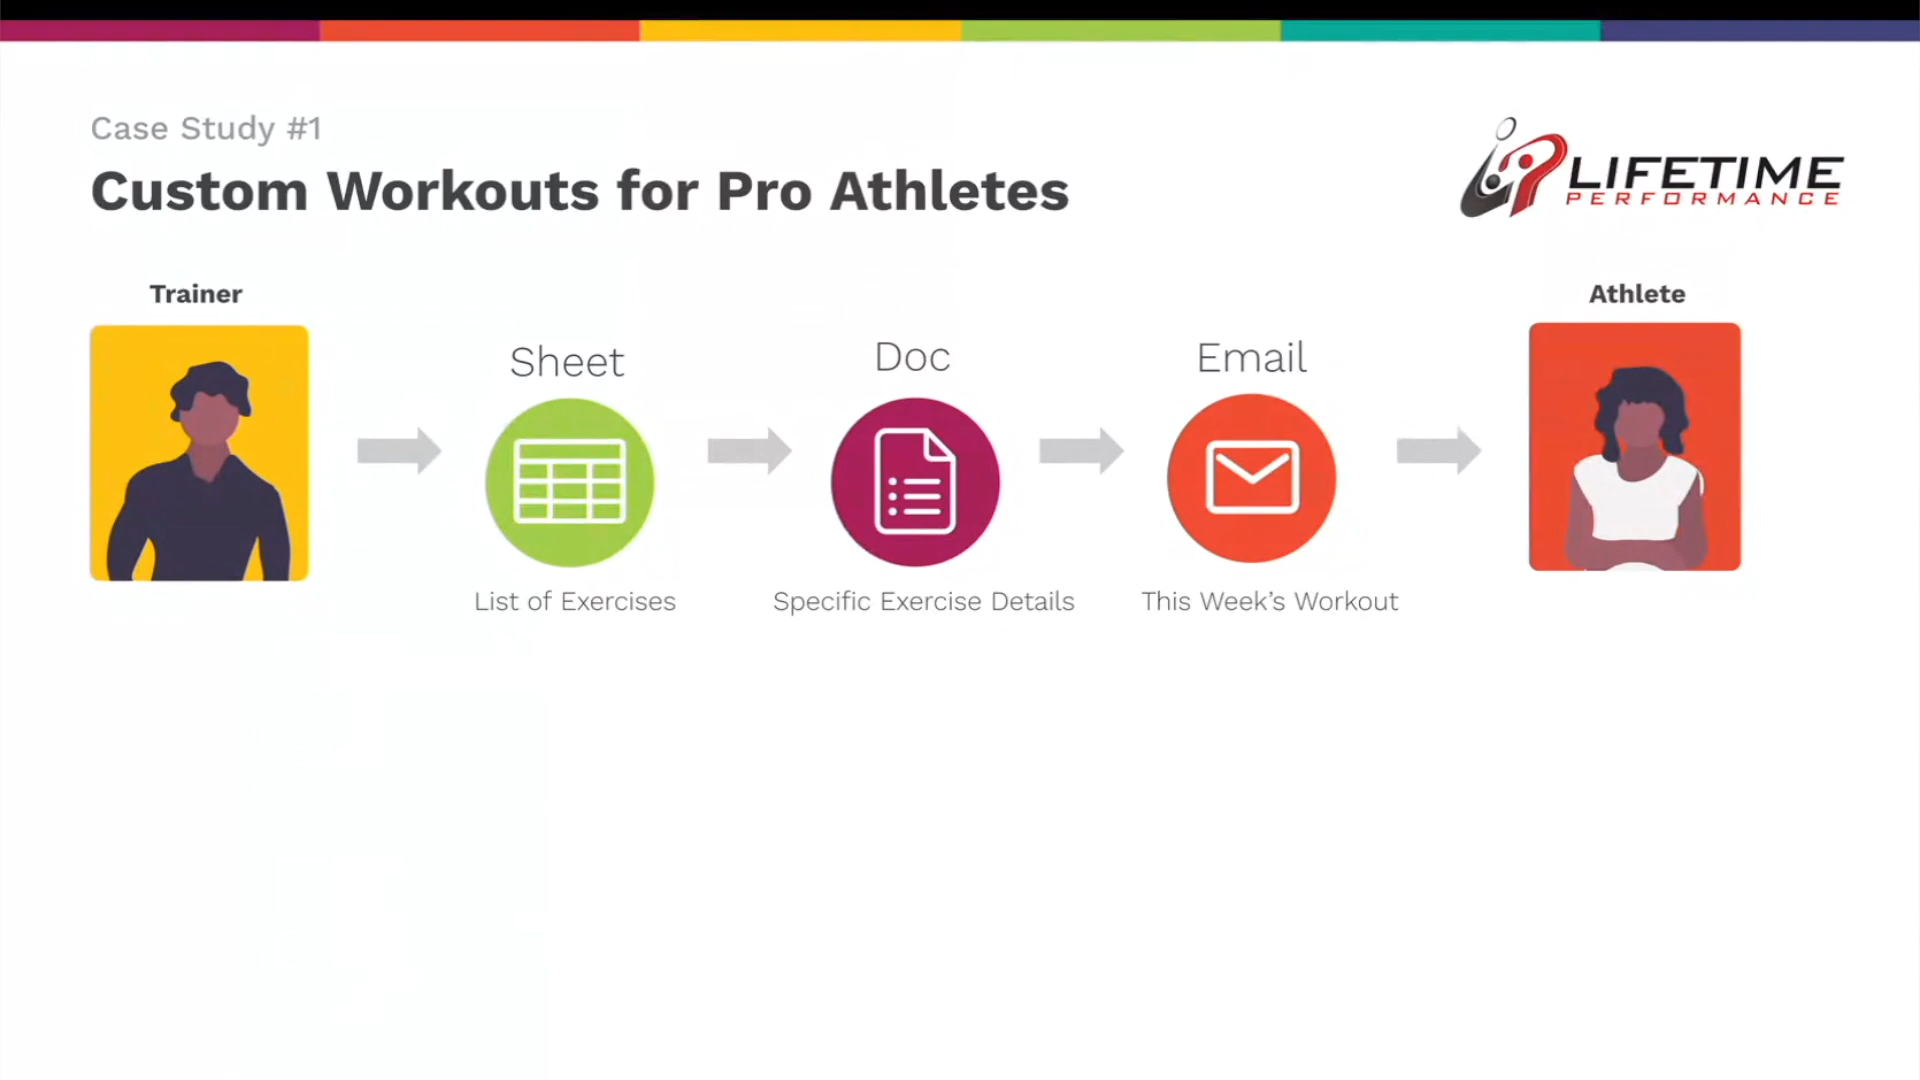 Case Study #1
Custom Workouts for Pro Athletes
LIFETIME
PERFORMANCE
Trainer
Athlete
Sheet
Doc
Email
List of Exercises
Specific Exercise Details
This Week's Workout